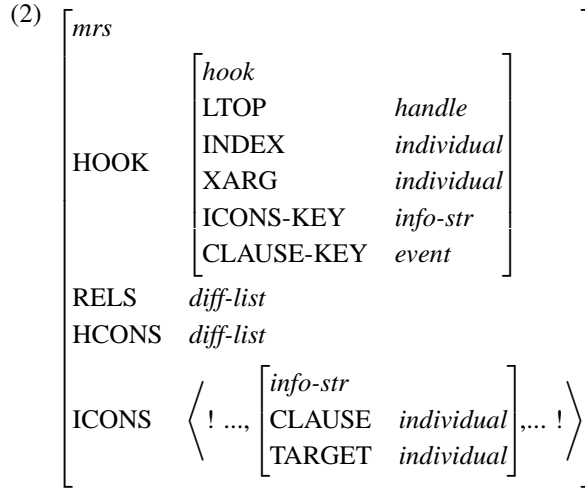 (2) mrs
hook
LTOP handle
INDEX individual
HOOK XARG individual
ICONS-KEY info-str
CLAUSE-KEY event
RELS diff-list
HCONS diff-list
info-str
ICONS ⟨ ! ..., CLAUSE individual ,... ! ⟩
TARGET individual